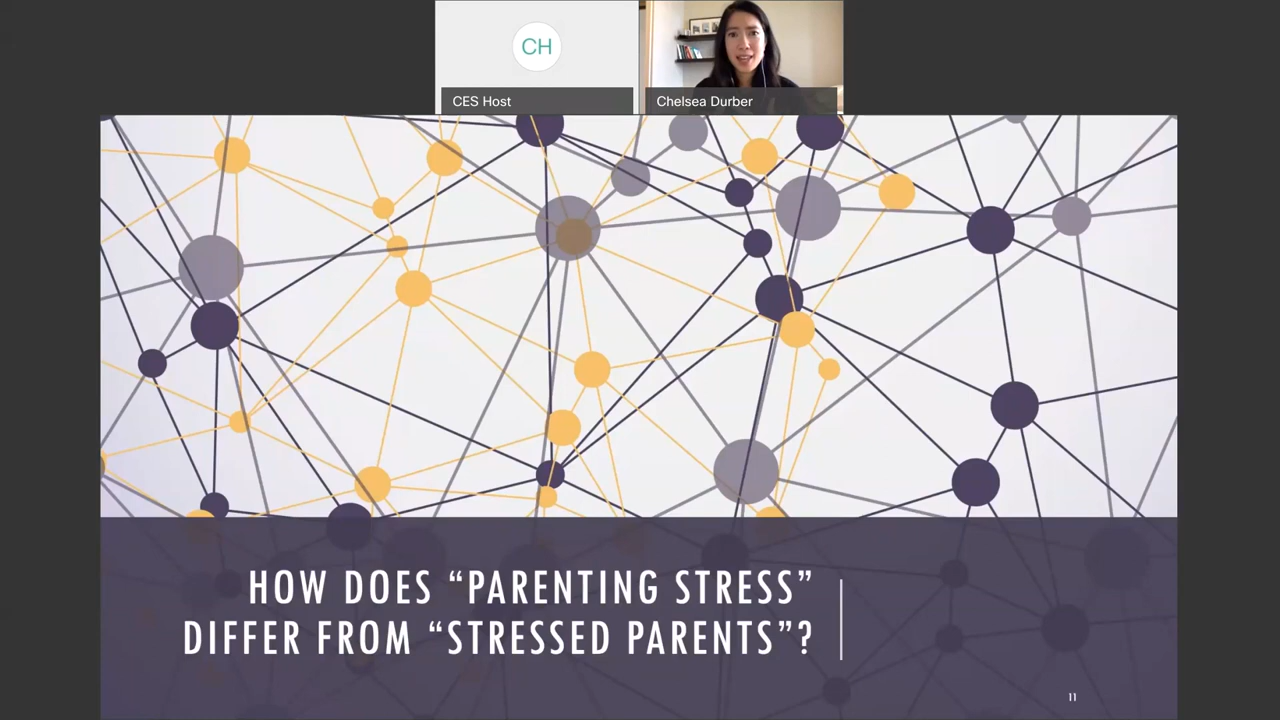 CH
CES Host
Chelsea Durber
HOW DOES “PARENTING STRESS”
DIFFER FROM “STRESSED PARENTS”?
11